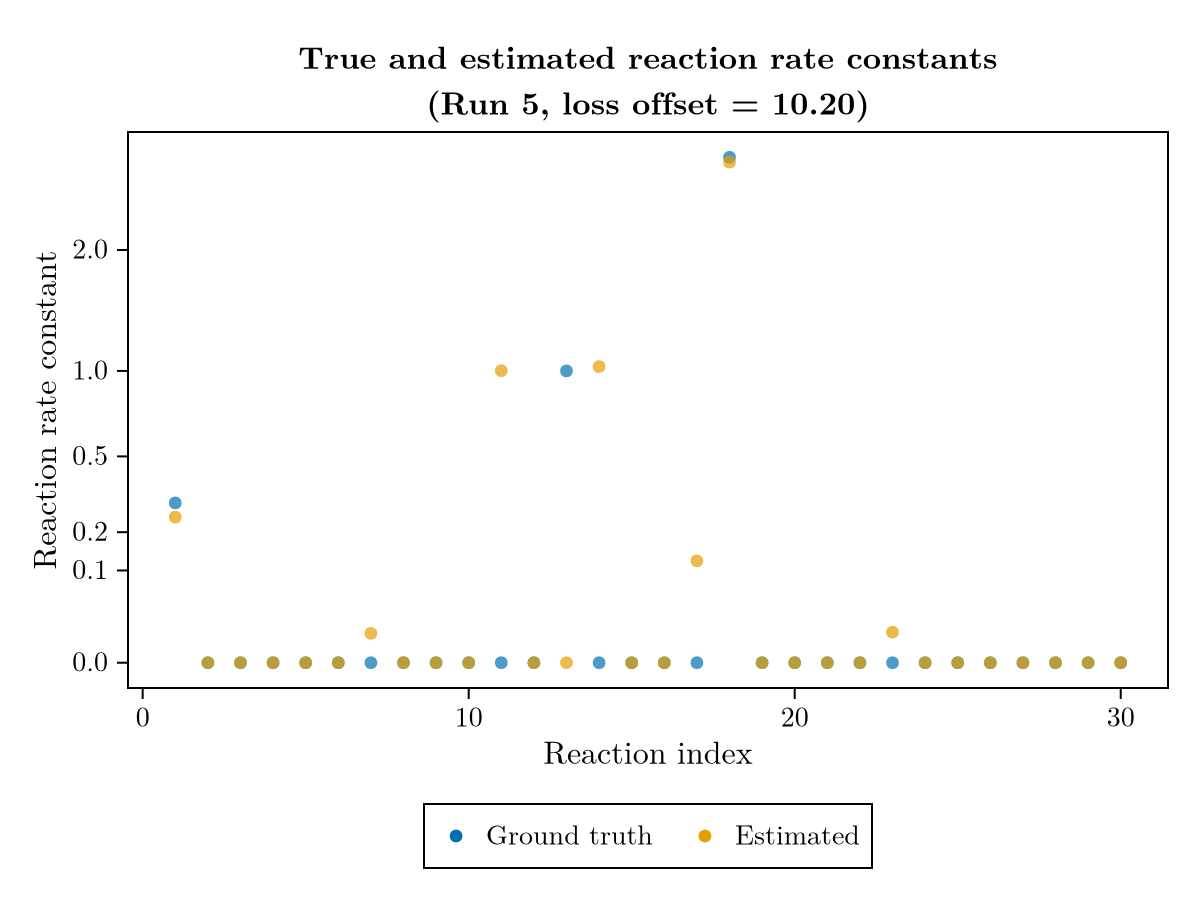 True and estimated reaction rate constants
(Run 5, loss offset = 10.20)
Reaction rate constant
2.0
1.0
0.5
0.2
0.1
0.0
0 10 20 30
Reaction index
Ground truth Estimated